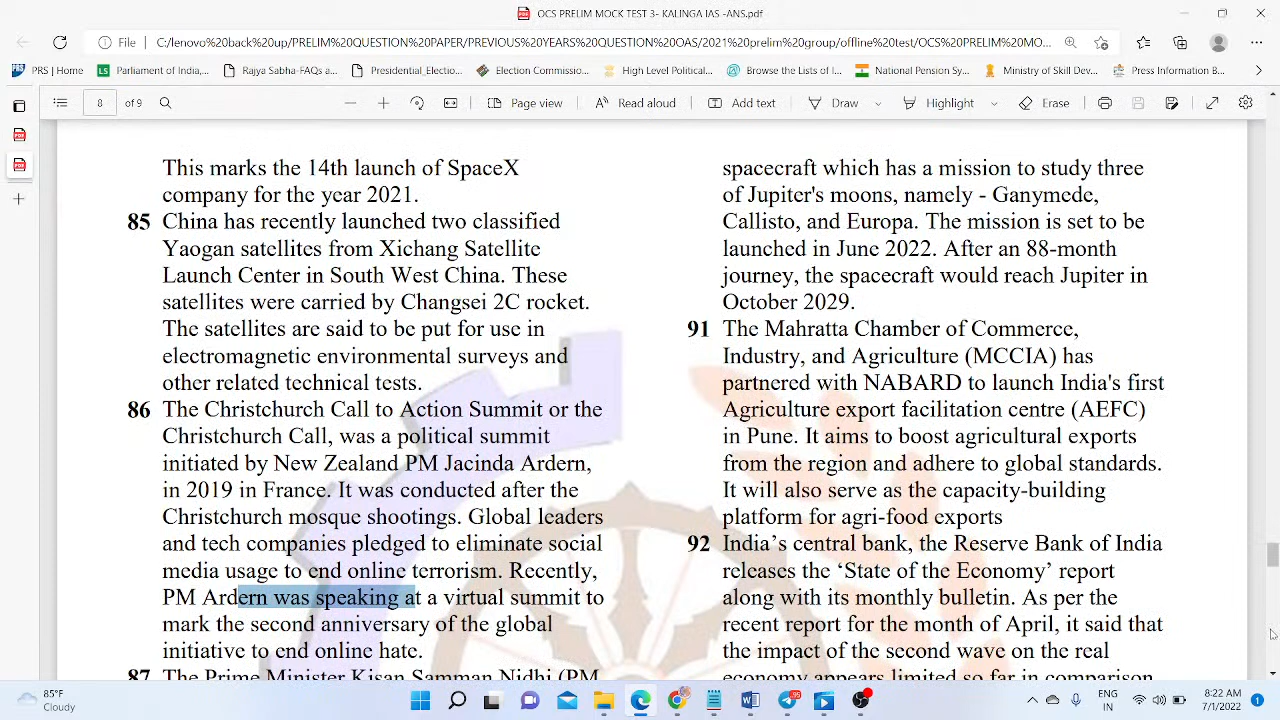 OCS PRELIM MOCK TEST 3- KALINGA IAS -ANS.pdf
File
C:/lenovo%20back%20up/PRELIM%20QUESTION%20PAPER/PREVIOUS%20YEARS%20QUESTION%20OAS/2021%20prelim%20group/offline%20test/OCS%20PRELIM%20MO...
PRS | Home
Parliament of India,...
Rajya Sabha-FAQs a...
Presidential_Electo...
Election Commissio...
High Level Political...
Browse the Lists of I...
National Pension Sy...
Ministry of Skill Dev...
Press Information B...
8 of 9
Page view
Read aloud
Add text
Draw
Highlight
Erase
This marks the 14th launch of SpaceX
company for the year 2021.
85 China has recently launched two classified
Yaogan satellites from Xichang Satellite
Launch Center in South West China. These
satellites were carried by Changsei 2C rocket.
The satellites are said to be put for use in
electromagnetic environmental surveys and
other related technical tests.
86 The Christchurch Call to Action Summit or the
Christchurch Call, was a political summit
initiated by New Zealand PM Jacinda Ardern,
in 2019 in France. It was conducted after the
Christchurch mosque shootings. Global leaders
and tech companies pledged to eliminate social
media usage to end online terrorism. Recently,
PM Ardern was speaking at a virtual summit to
mark the second anniversary of the global
initiative to end online hate.
87 The Prime Minister Kisan Samman Nidhi (PM
spacecraft which has a mission to study three
of Jupiter's moons, namely - Ganymede,
Callisto, and Europa. The mission is set to be
launched in June 2022. After an 88-month
journey, the spacecraft would reach Jupiter in
October 2029.
91 The Mahratta Chamber of Commerce,
Industry, and Agriculture (MCCIA) has
partnered with NABARD to launch India's first
Agriculture export facilitation centre (AEFC)
in Pune. It aims to boost agricultural exports
from the region and adhere to global standards.
It will also serve as the capacity-building
platform for agri-food exports
92 India’s central bank, the Reserve Bank of India
releases the ‘State of the Economy’ report
along with its monthly bulletin. As per the
recent report for the month of April, it said that
the impact of the second wave on the real
economy appears limited so far in comparison
85°F
Cloudy
ENG
IN
8:22 AM
7/1/2022